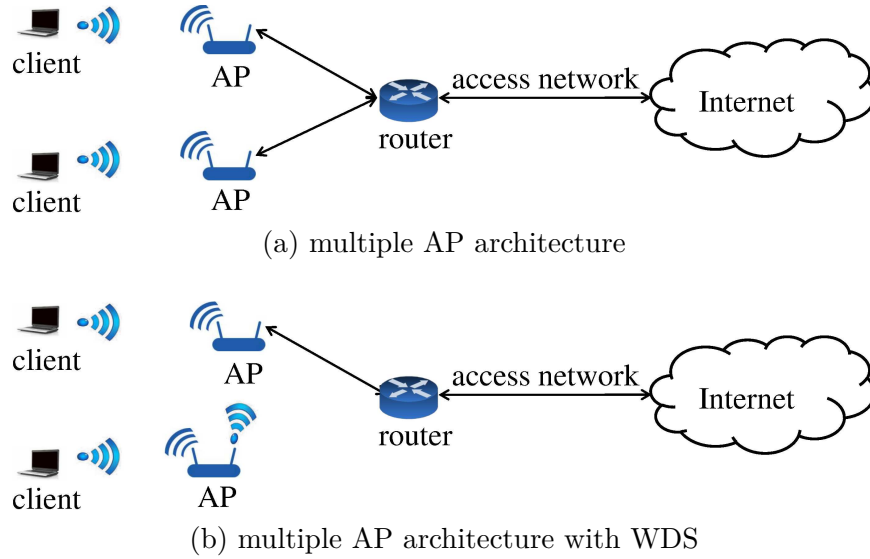 client
AP
access network
Internet
router
client
AP
(a) multiple AP architecture
client
AP
access network
Internet
router
client
AP
(b) multiple AP architecture with WDS